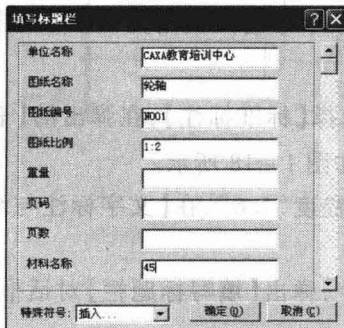 填写标题栏
单位名称 CAXA教育培训中心
图纸名称 轮轴
图纸编号 N001
图纸比例 1:2
重量
页码
页数
材料名称 45
特殊符号: 插入... 确定(O) 取消(C)